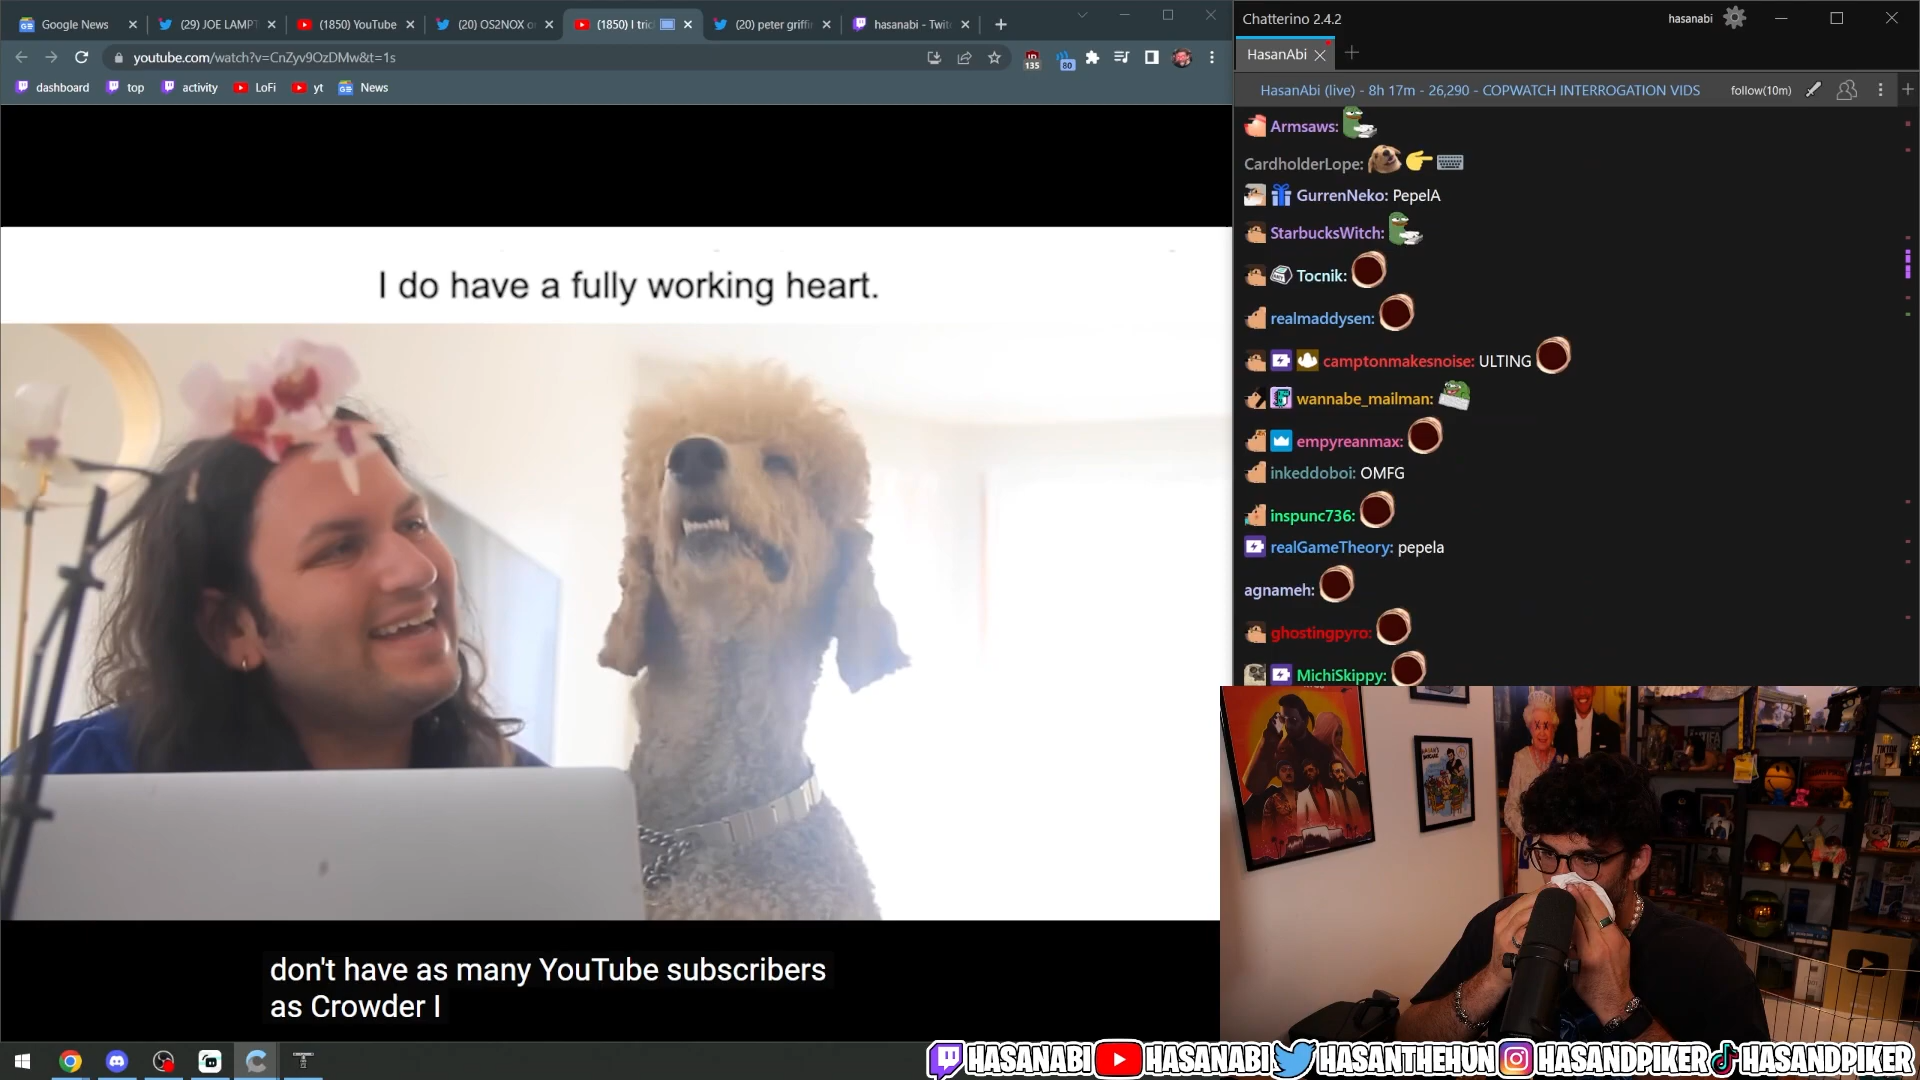 Google News
(29) JOE LAMPT
(1850) YouTube
(20) OS2NOX o
(1850) I tric
(20) peter griffi
hasanabi - Twit
youtube.com/watch?v=CnZyv9OzDMw&t=1s
135
80
dashboard
top
activity
LoFi
yt
News
I do have a fully working heart.
don't have as many YouTube subscribers
as Crowder I
Chatterino 2.4.2
hasanabi
HasanAbi
HasanAbi (live) - 8h 17m - 26,290 - COPWATCH INTERROGATION VIDS
follow(10m)
Armsaws:
CardholderLope:
GurrenNeko: PepelA
StarbucksWitch:
Tocnik:
realmaddysen:
camptonmakesnoise: ULTING
wannabe_mailman:
empyreanmax:
inkeddoboi: OMFG
inspunc736:
realGameTheory: pepela
agnameh:
ghostingpyro:
MichiSkippy:
HASANABI HASANABI HASANTHEHUN HASANDPIKER HASANDPIKER